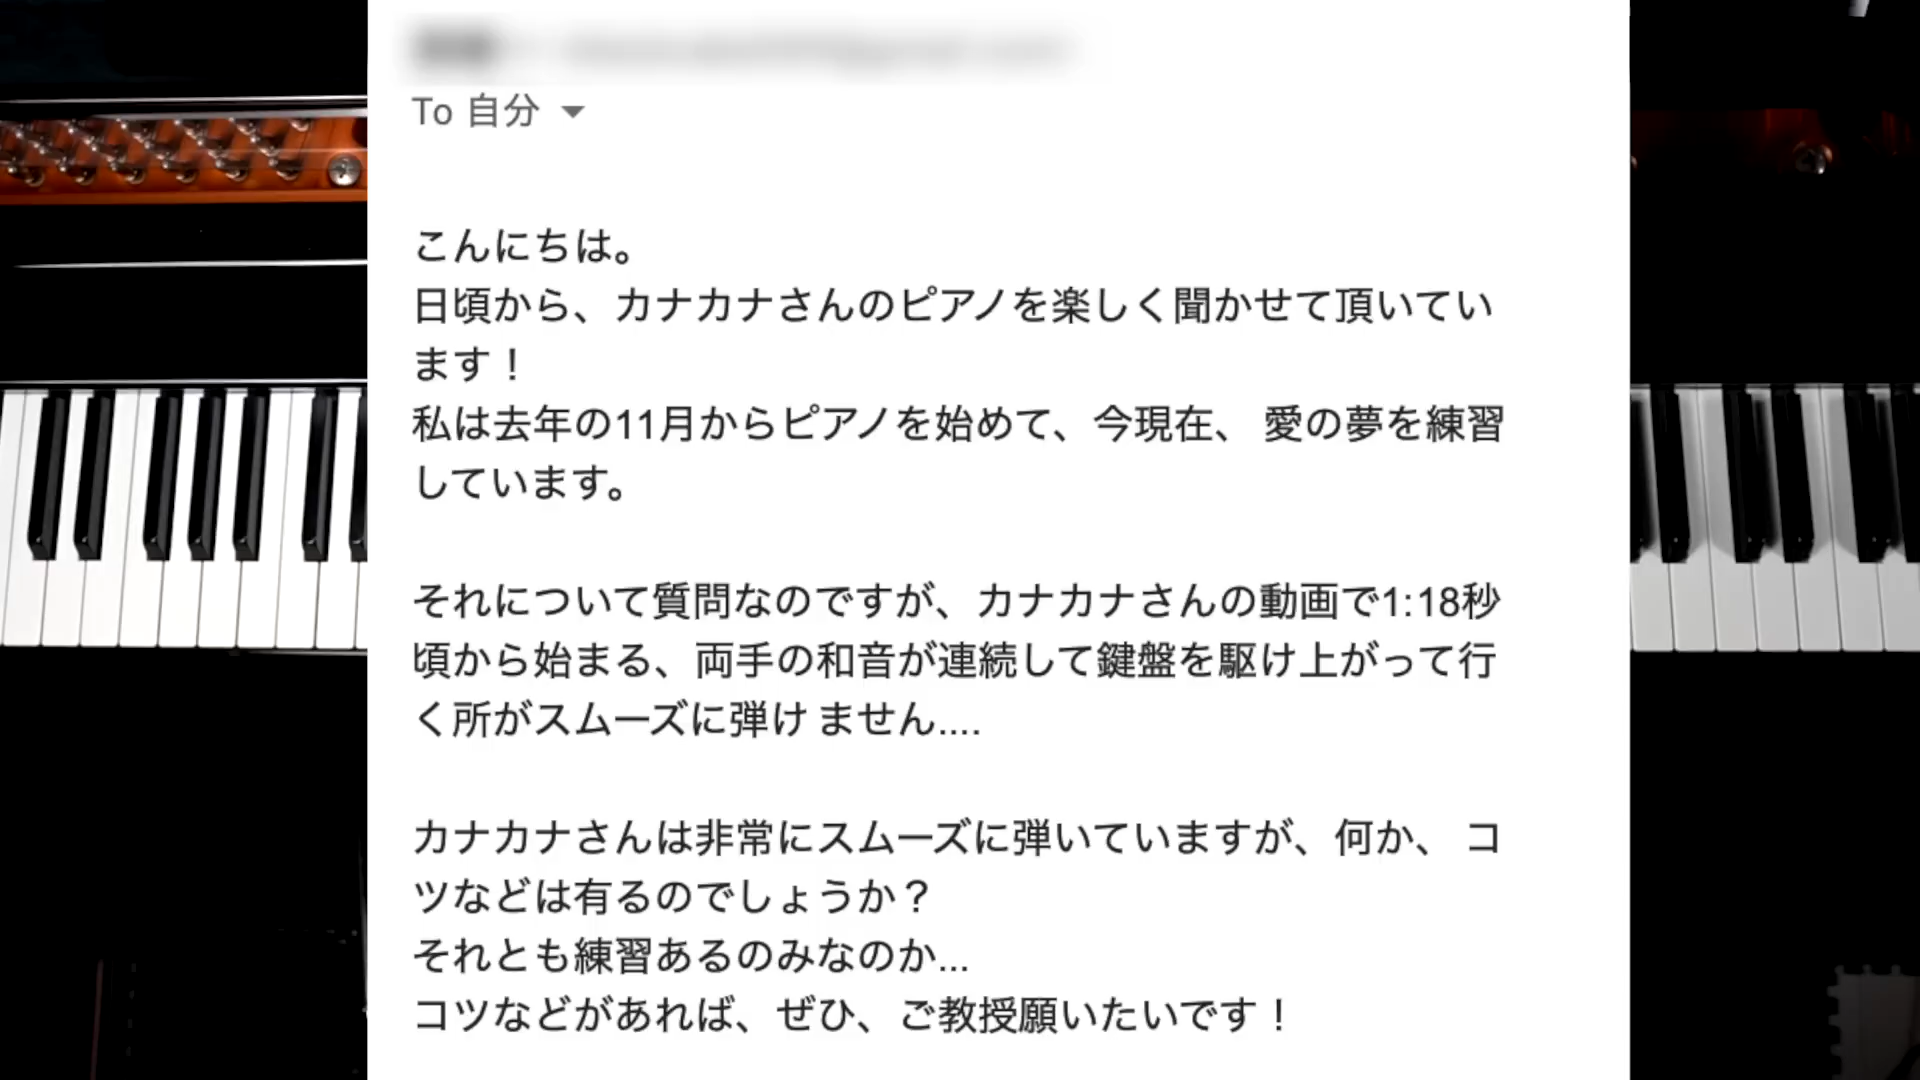 To 自分
こんにちは。
日頃から、カナカナさんのピアノを楽しく聞かせて頂いてい
ます！
私は去年の11月からピアノを始めて、今現在、 愛の夢を練習
しています。
それについて質問なのですが、カナカナさんの動画で1:18秒
頃から始まる、両手の和音が連続して鍵盤を駆け上がって行
く所がスムーズに弾け ません....
カナカナさんは非常にスムーズに弾いていますが、何か、 コ
ツなどは有るのでしょうか？
それとも練習あるのみなのか...
コツなどがあれば、ぜひ、ご教授願いたいです！